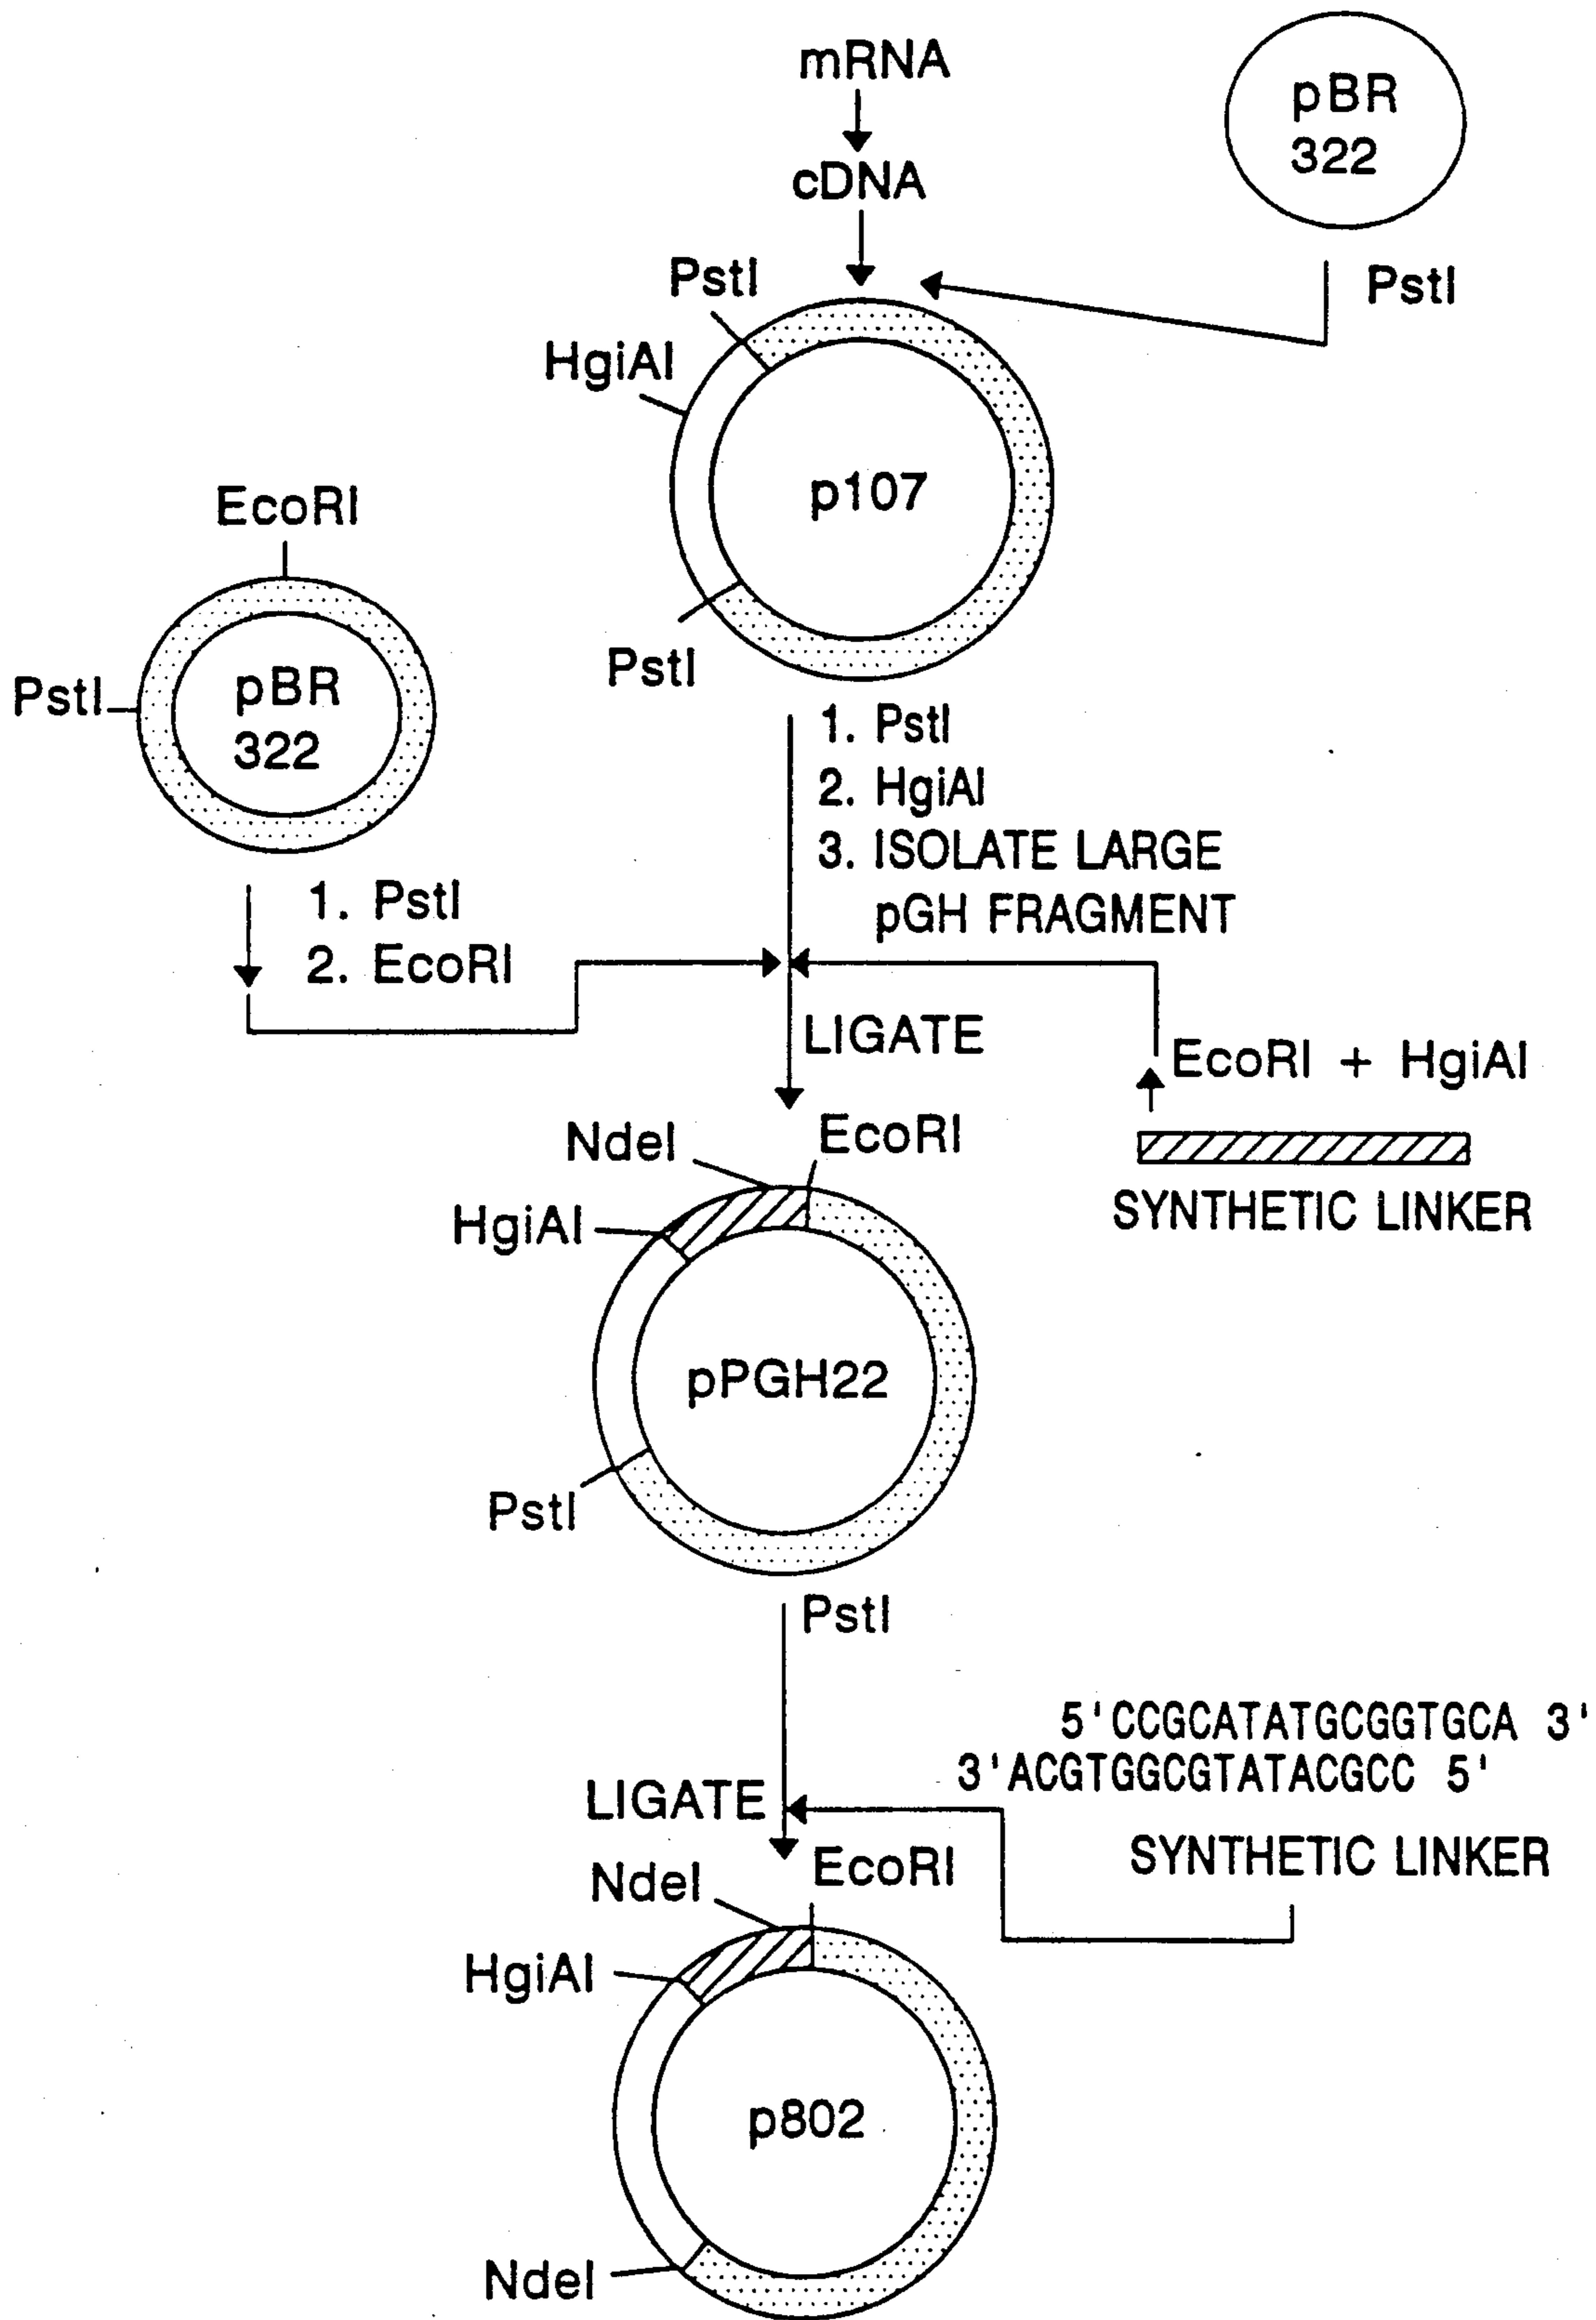 mRNA
cDNA
pBR
322
PstI
PstI
HgiAI
p107
PstI
EcoRI
PstI
pBR
322
1. PstI
2. HgiAI
3. ISOLATE LARGE
pGH FRAGMENT
1. PstI
2. EcoRI
LIGATE
EcoRI + HgiAI
SYNTHETIC LINKER
NdeI
EcoRI
HgiAI
pPGH22
PstI
PstI
5'CCGCATATGCGGTGCA 3'
3'ACGTGGCGTATACGCC 5'
LIGATE
SYNTHETIC LINKER
NdeI
EcoRI
HgiAI
p802
NdeI